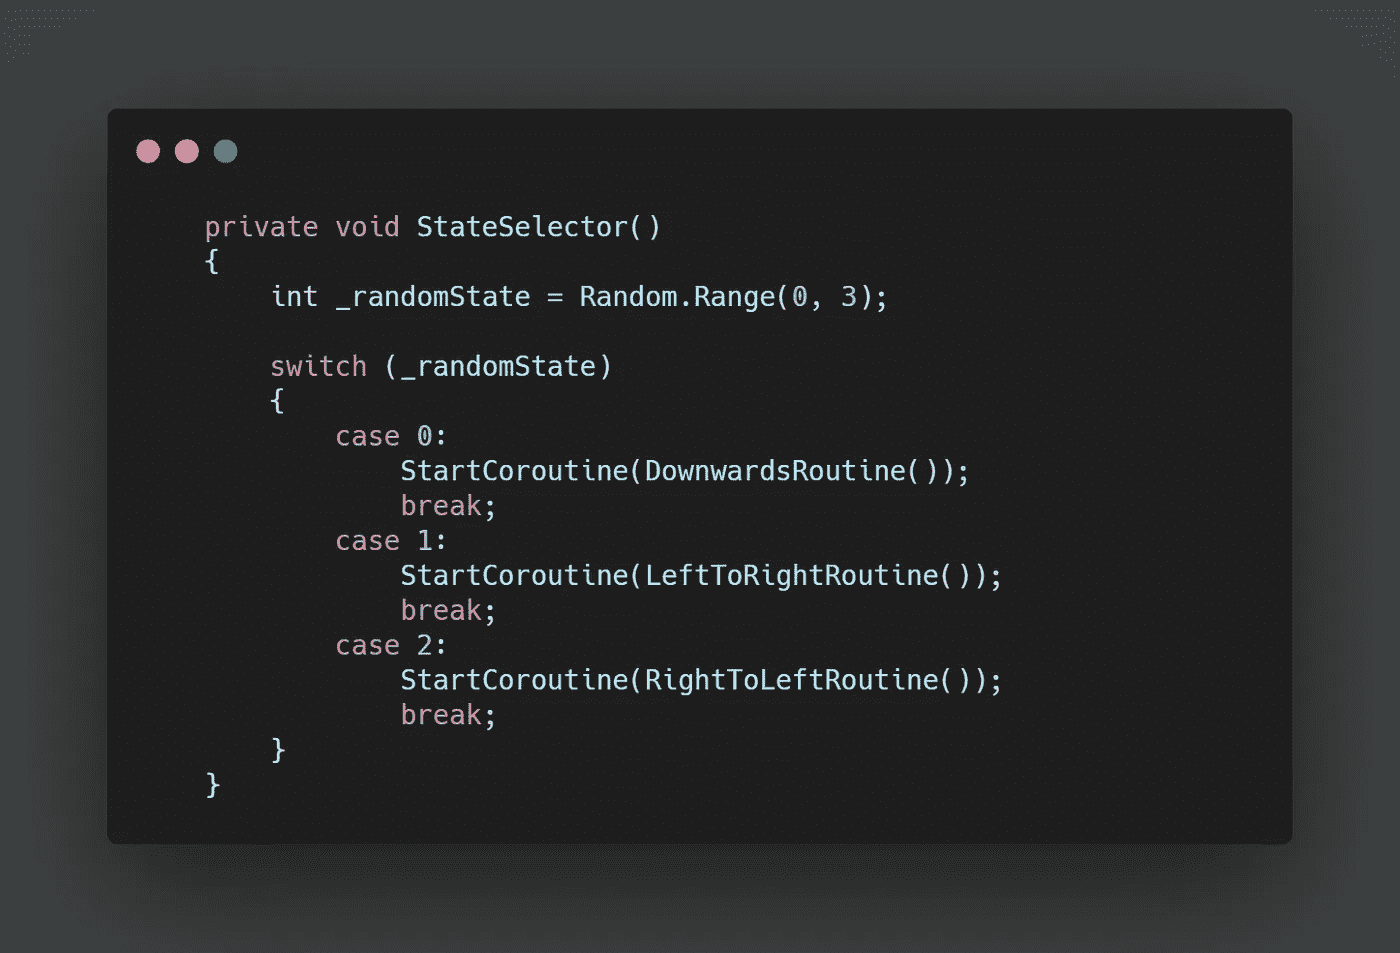 private void StateSelector()
{
    int _randomState = Random.Range(0, 3);

    switch (_randomState)
    {
        case 0:
            StartCoroutine(DownwardsRoutine());
            break;
        case 1:
            StartCoroutine(LeftToRightRoutine());
            break;
        case 2:
            StartCoroutine(RightToLeftRoutine());
            break;
    }
}